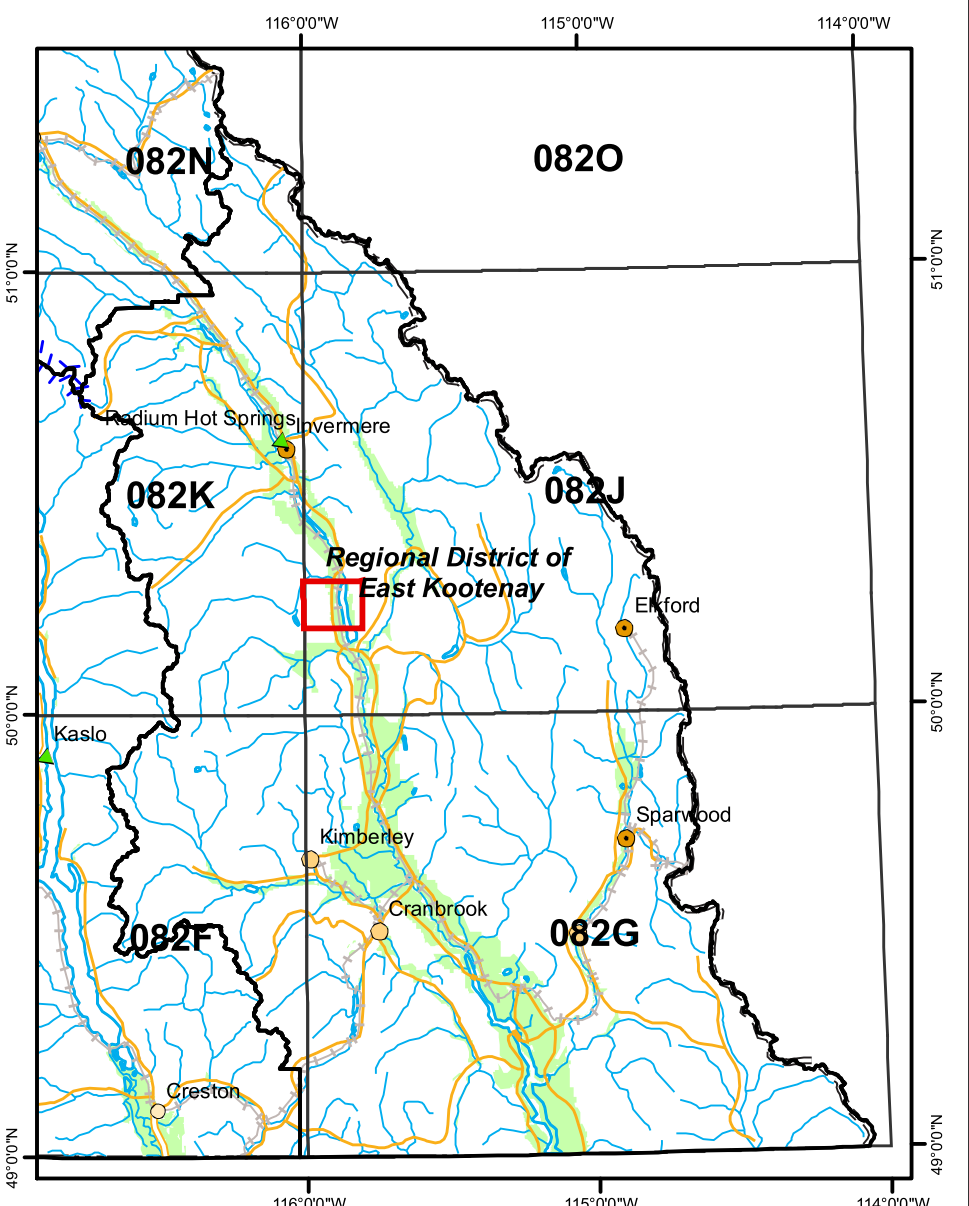 116°0'0"W 115°0'0"W 114°0'0"W
082N
082O
51°0'0"N 51°0'0"N
Radium Hot Springs
Invermere
082K
082J
Regional District of
East Kootenay
Elkford
50°0'0"N 50°0'0"N
Kaslo
Sparwood
Kimberley
Cranbrook
082F
082G
Creston
49°0'0"N 49°0'0"N
116°0'0"W 115°0'0"W 114°0'0"W